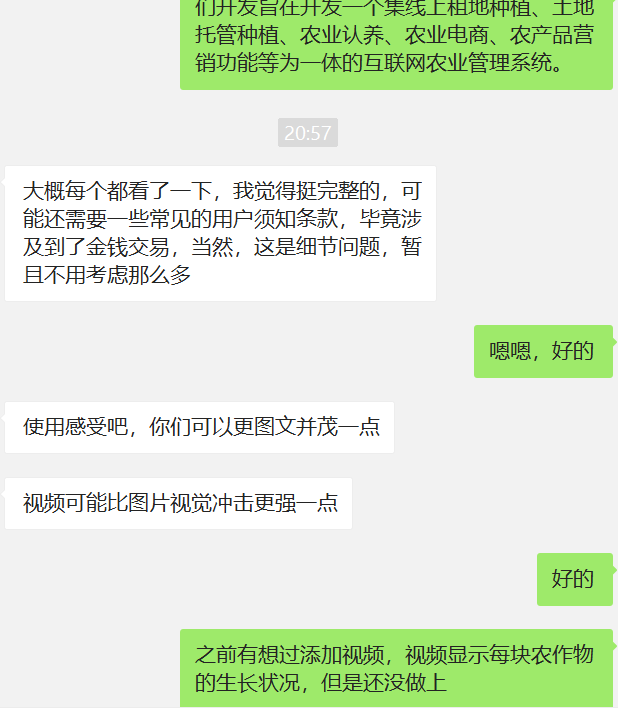 们开发旨在开发一个集线上租地种植、土地
托管种植、农业认养、农业电商、农产品营
销功能等为一体的互联网农业管理系统。
20:57
大概每个都看了一下，我觉得挺完整的，可
能还需要一些常见的用户须知条款，毕竟涉
及到了金钱交易，当然，这是细节问题，暂
且不用考虑那么多
嗯嗯，好的
使用感受吧，你们可以更图文并茂一点
视频可能比图片视觉冲击更强一点
好的
之前有想过添加视频，视频显示每块农作物
的生长状况，但是还没做上